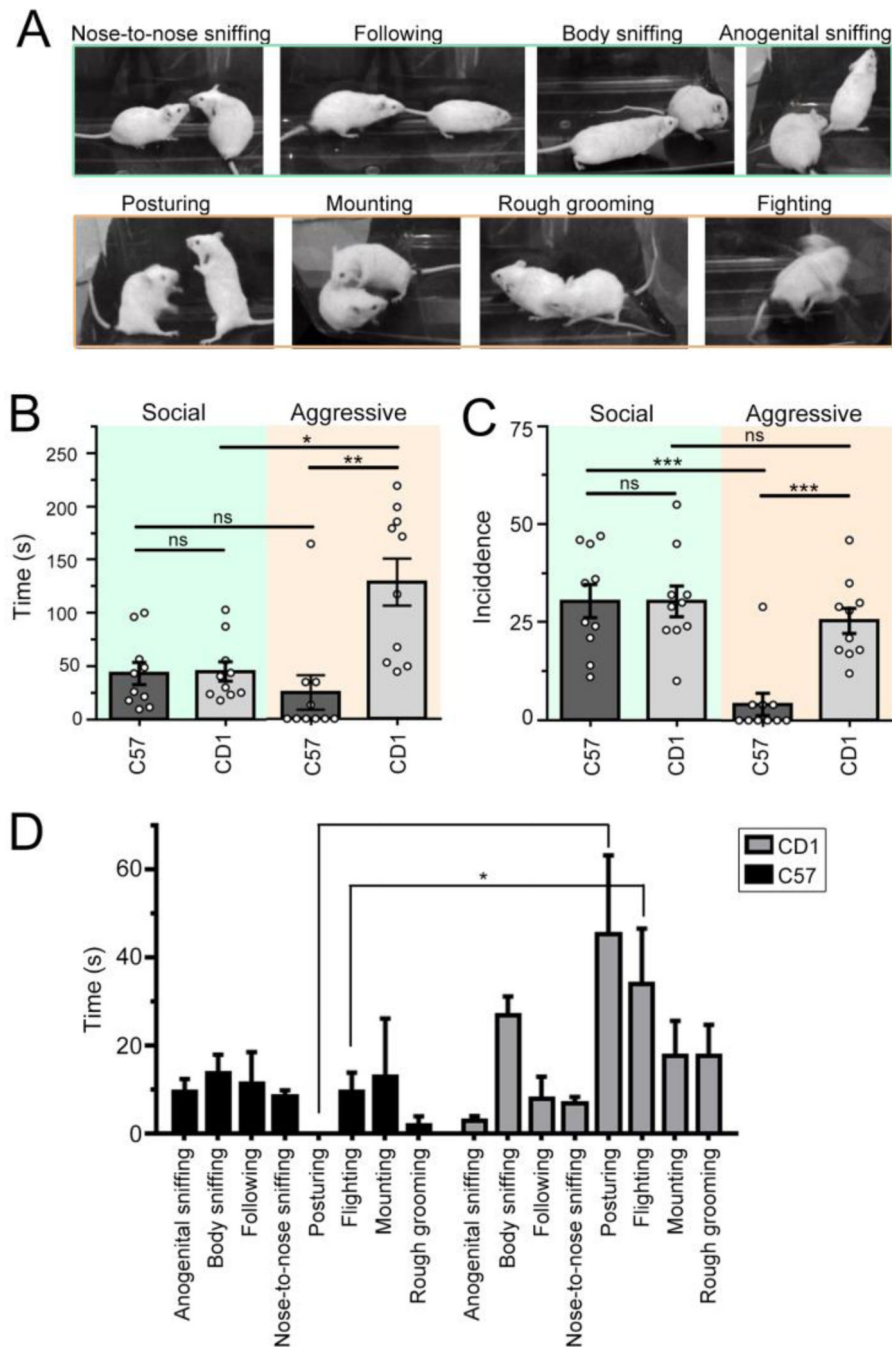 A
Nose-to-nose sniffing Following Body sniffing Anogenital sniffing
Posturing Mounting Rough grooming Fighting
B
Social Aggressive
Time (s)
250
200
150
100
50
0
*
**
ns
ns
C57 CD1 C57 CD1
C
Social Aggressive
Inciddence
75
50
25
0
ns
***
ns
***
C57 CD1 C57 CD1
D
Time (s)
60
40
20
0
*
CD1
C57
Anogenital sniffing
Body sniffing
Following
Nose-to-nose sniffing
Posturing
Flighting
Mounting
Rough grooming
Anogenital sniffing
Body sniffing
Following
Nose-to-nose sniffing
Posturing
Flighting
Mounting
Rough grooming